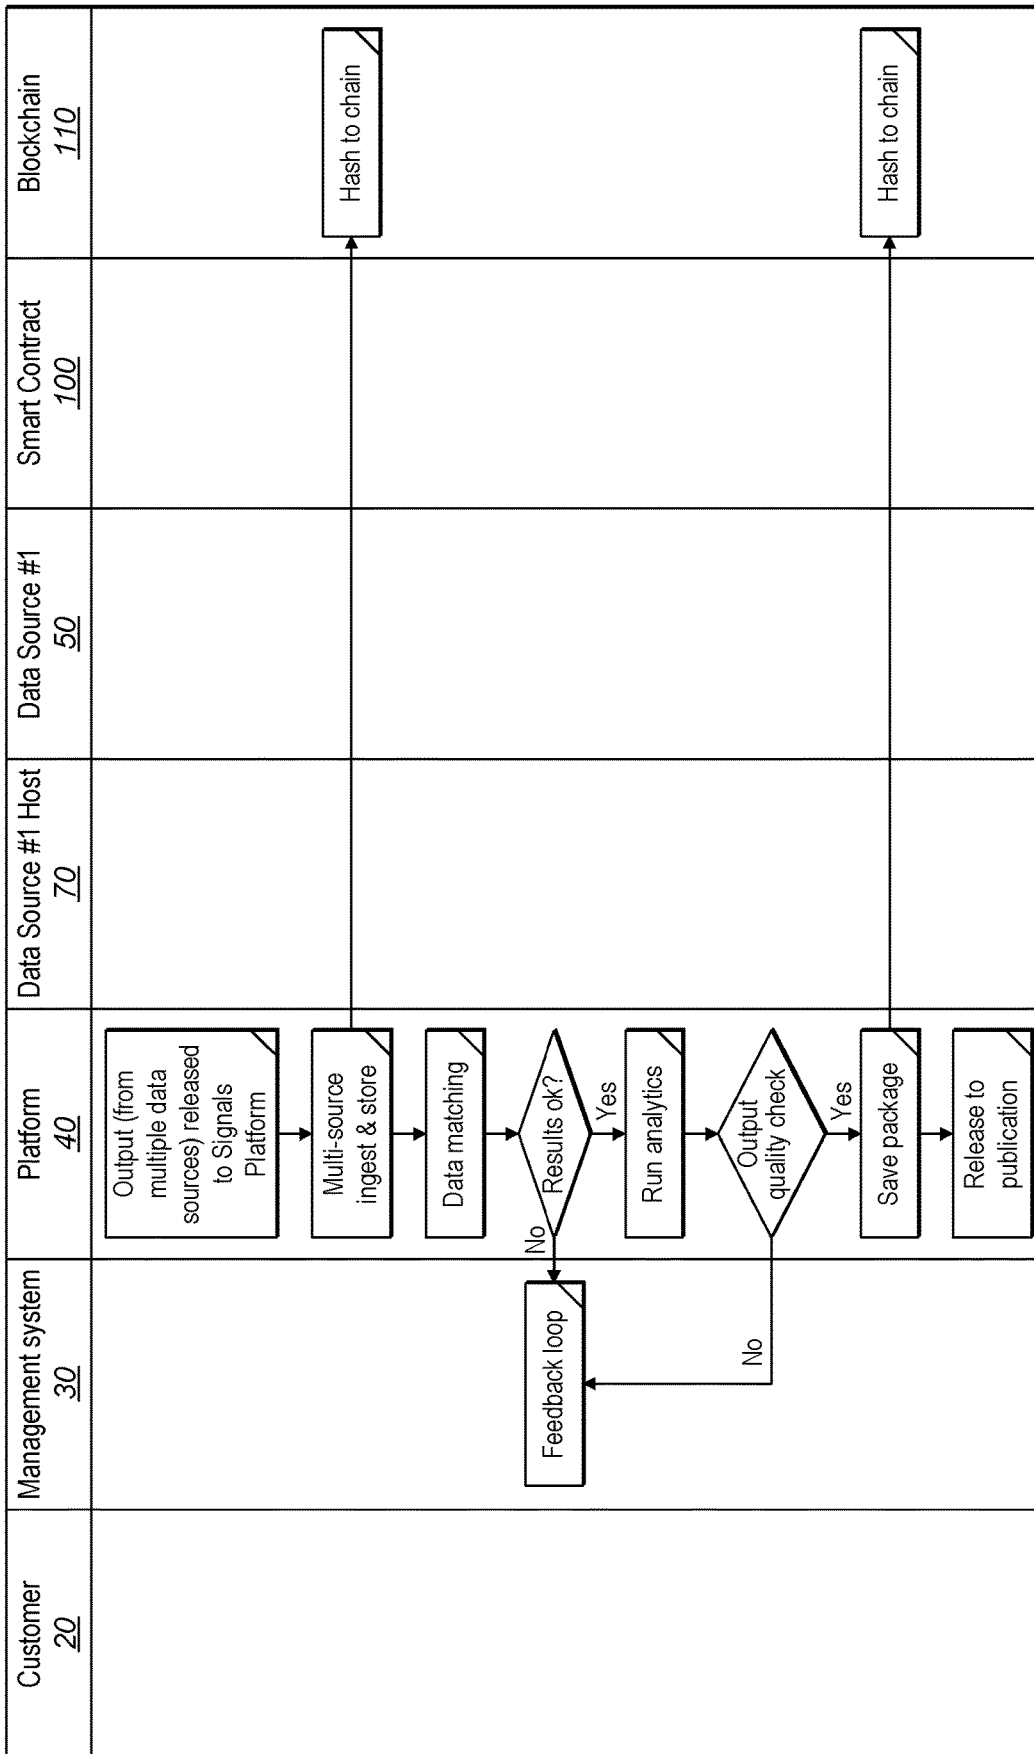 Customer
20
Management system
30
Platform
40
Data Source #1 Host
70
Data Source #1
50
Smart Contract
100
Blockchain
110
Output (from
multiple data
sources) released
to Signals
Platform
Multi-source
ingest & store
Hash to chain
Data matching
Results ok?
No
Feedback loop
Yes
Run analytics
Output
quality check
No
Yes
Save package
Hash to chain
Release to
publication